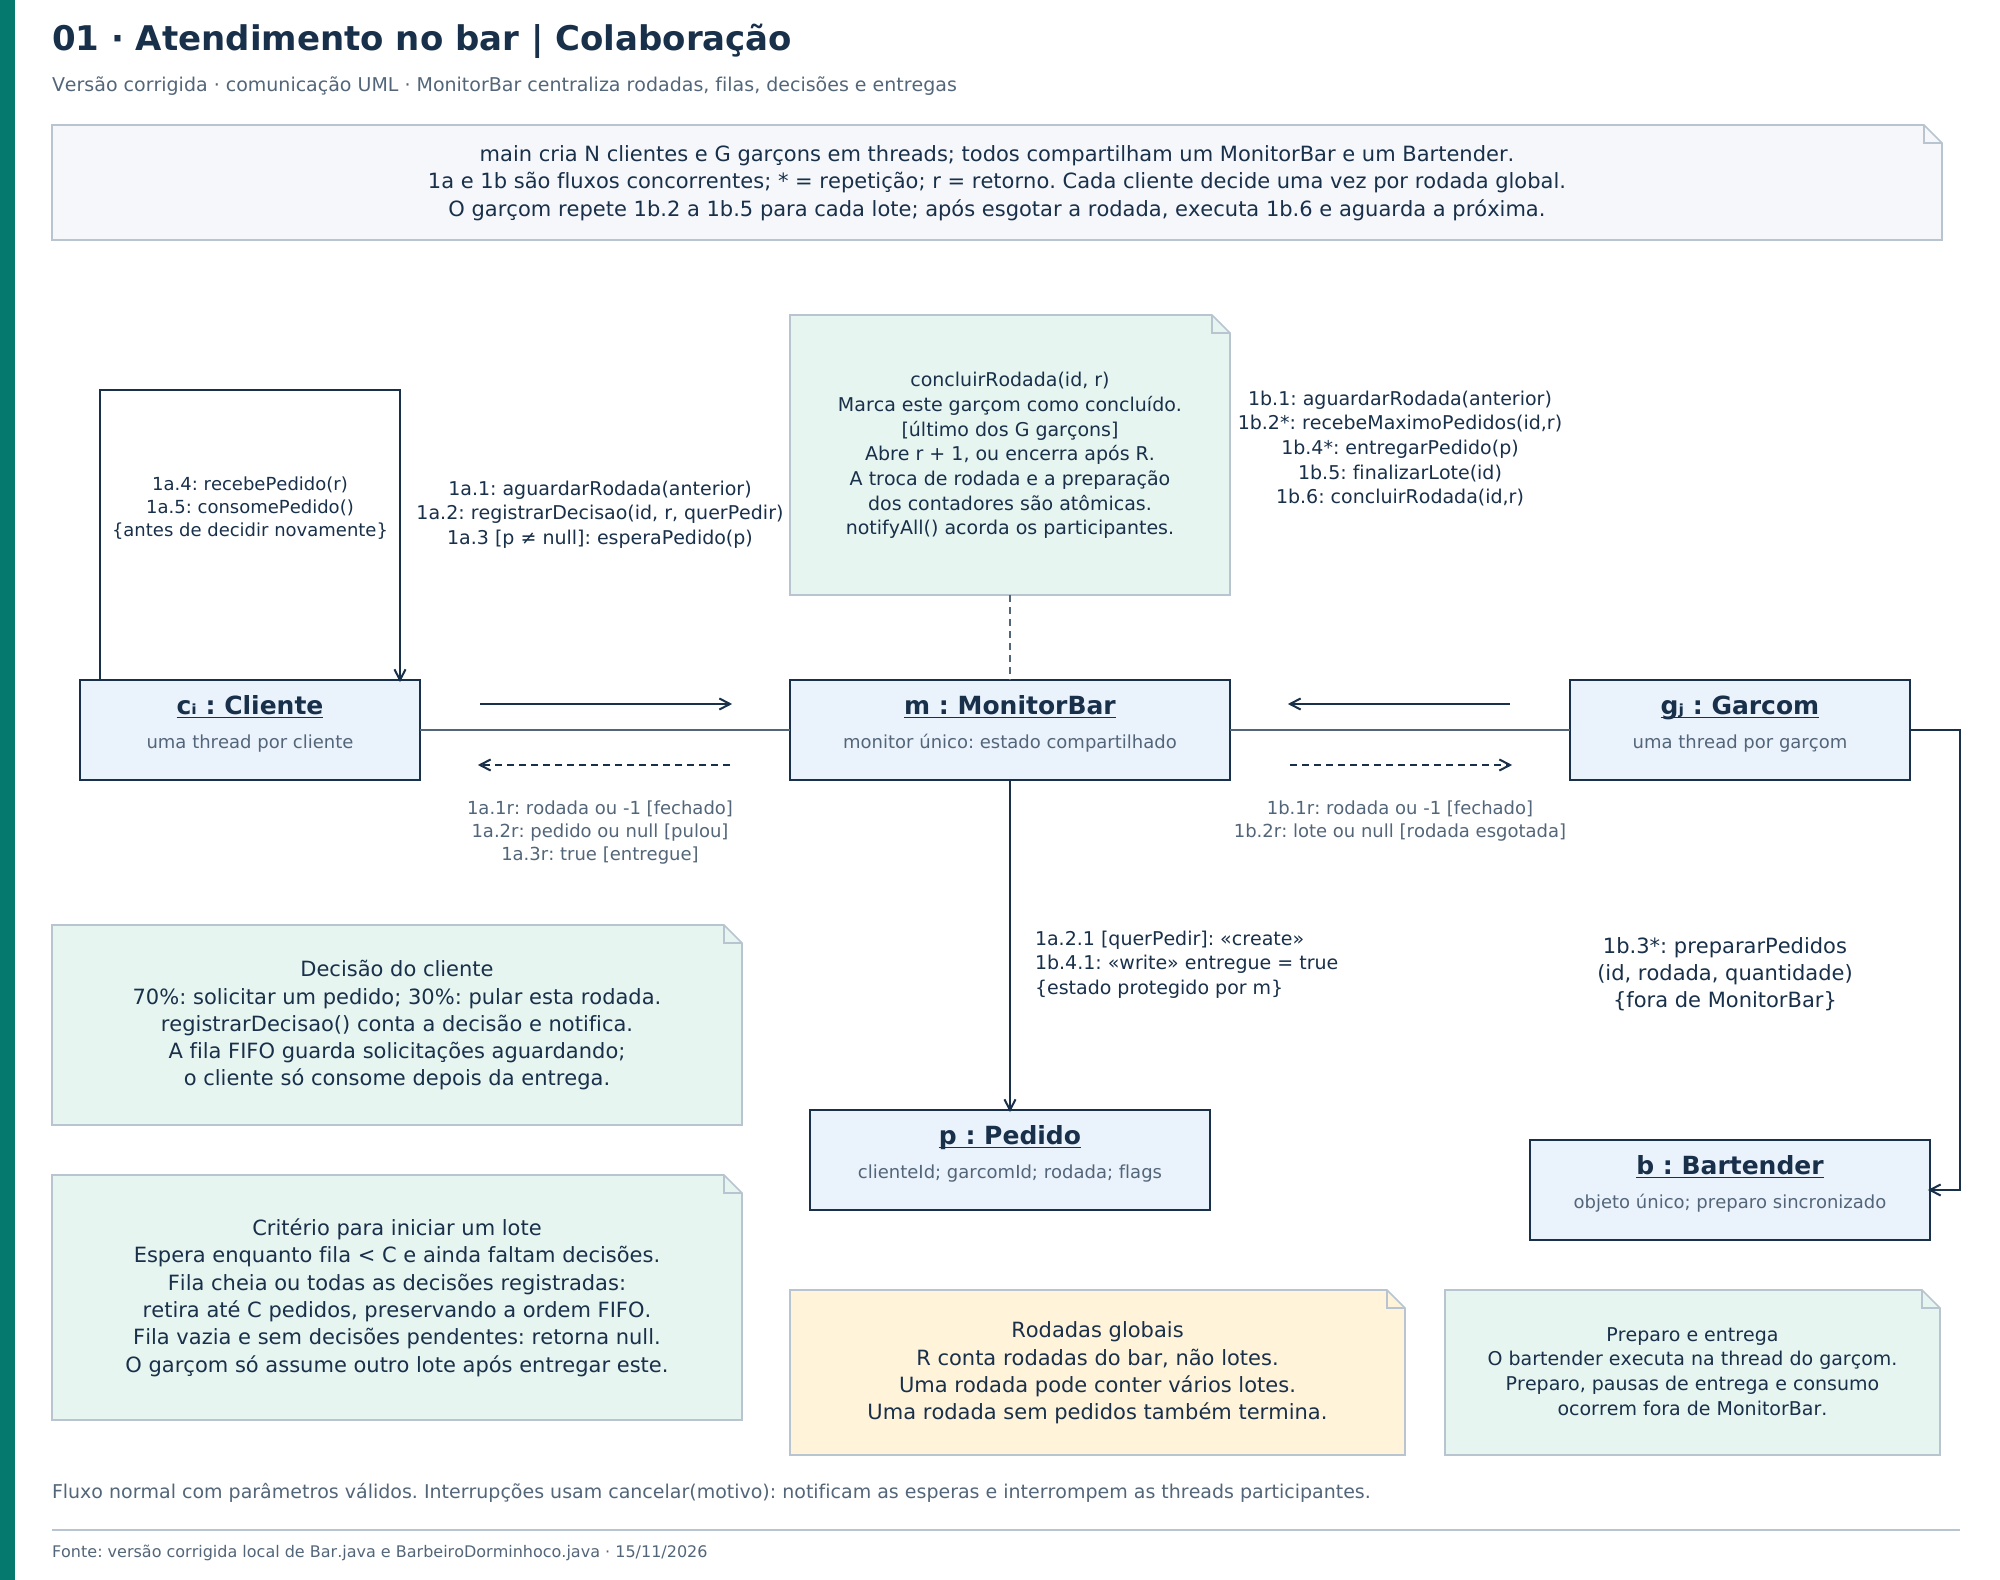 01 · Atendimento no bar | Colaboração
Versão corrigida · comunicação UML · MonitorBar centraliza rodadas, filas, decisões e entregas
main cria N clientes e G garçons em threads; todos compartilham um MonitorBar e um Bartender.
1a e 1b são fluxos concorrentes; * = repetição; r = retorno. Cada cliente decide uma vez por rodada global.
O garçom repete 1b.2 a 1b.5 para cada lote; após esgotar a rodada, executa 1b.6 e aguarda a próxima.
1a.4: recebePedido(r)
1a.5: consomePedido()
{antes de decidir novamente}
1a.1: aguardarRodada(anterior)
1a.2: registrarDecisao(id, r, querPedir)
1a.3 [p ≠ null]: esperaPedido(p)
concluirRodada(id, r)
Marca este garçom como concluído.
[último dos G garçons]
Abre r + 1, ou encerra após R.
A troca de rodada e a preparação
dos contadores são atômicas.
notifyAll() acorda os participantes.
1b.1: aguardarRodada(anterior)
1b.2*: recebeMaximoPedidos(id,r)
1b.4*: entregarPedido(p)
1b.5: finalizarLote(id)
1b.6: concluirRodada(id,r)
cᵢ : Cliente
uma thread por cliente
m : MonitorBar
monitor único: estado compartilhado
gⱼ : Garcom
uma thread por garçom
1a.1r: rodada ou -1 [fechado]
1a.2r: pedido ou null [pulou]
1a.3r: true [entregue]
1b.1r: rodada ou -1 [fechado]
1b.2r: lote ou null [rodada esgotada]
1a.2.1 [querPedir]: «create»
1b.4.1: «write» entregue = true
{estado protegido por m}
1b.3*: prepararPedidos
(id, rodada, quantidade)
{fora de MonitorBar}
Decisão do cliente
70%: solicitar um pedido; 30%: pular esta rodada.
registrarDecisao() conta a decisão e notifica.
A fila FIFO guarda solicitações aguardando;
o cliente só consome depois da entrega.
p : Pedido
clienteId; garcomId; rodada; flags
b : Bartender
objeto único; preparo sincronizado
Critério para iniciar um lote
Espera enquanto fila < C e ainda faltam decisões.
Fila cheia ou todas as decisões registradas:
retira até C pedidos, preservando a ordem FIFO.
Fila vazia e sem decisões pendentes: retorna null.
O garçom só assume outro lote após entregar este.
Rodadas globais
R conta rodadas do bar, não lotes.
Uma rodada pode conter vários lotes.
Uma rodada sem pedidos também termina.
Preparo e entrega
O bartender executa na thread do garçom.
Preparo, pausas de entrega e consumo
ocorrem fora de MonitorBar.
Fluxo normal com parâmetros válidos. Interrupções usam cancelar(motivo): notificam as esperas e interrompem as threads participantes.
Fonte: versão corrigida local de Bar.java e BarbeiroDorminhoco.java · 15/11/2026